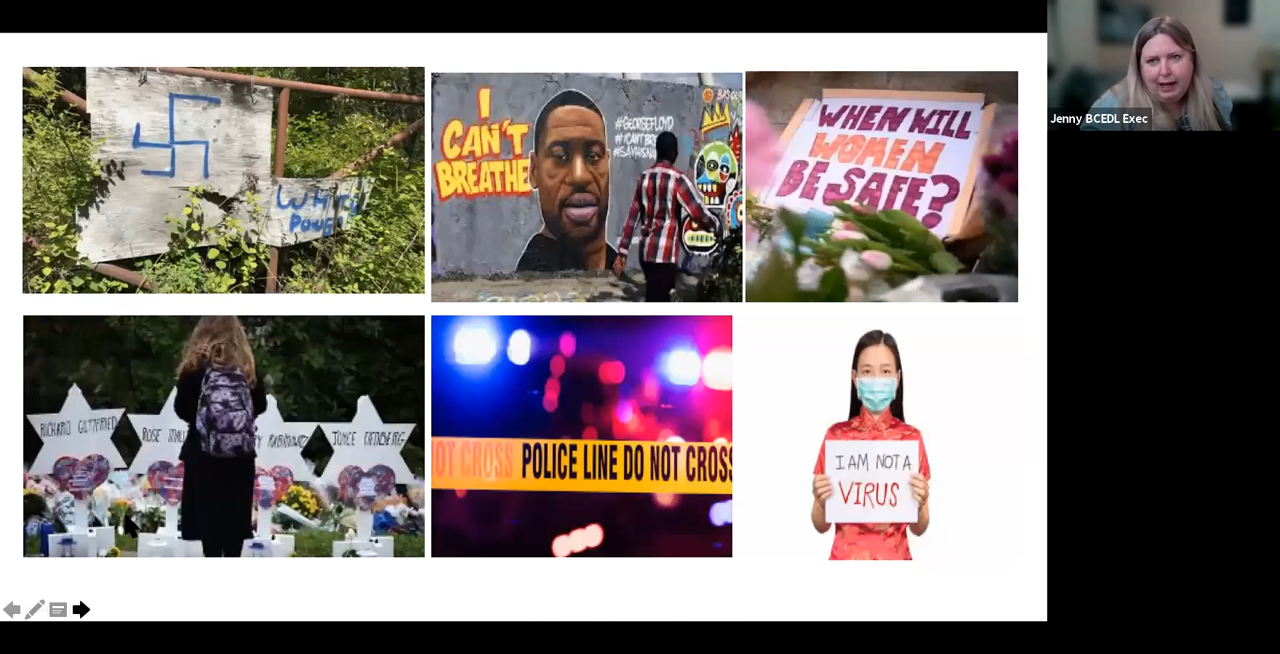 WHITE
POWER
I
CAN'T
BREATHE
#GEORGEFLOYD
WHEN WILL
WOMEN
BE SAFE?
RICHARD GOTTFRIED
ROSE
JOYCE FIENBERG
POLICE LINE DO NOT CROSS
I AM NOT A
VIRUS
Jenny BCEDL Exec